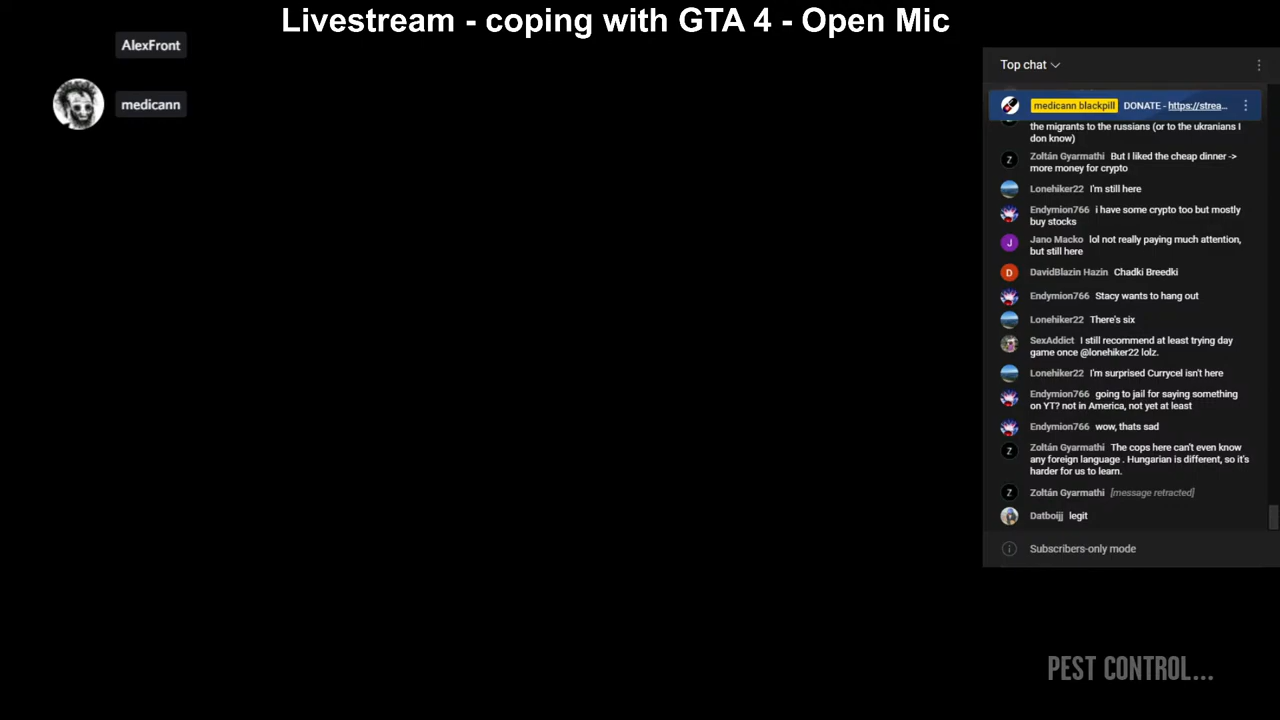 Livestream - coping with GTA 4 - Open Mic
AlexFront
medicann
Top chat
medicann blackpill DONATE - https://strea...
the migrants to the russians (or to the ukranians I
don know)
Z
Zoltán Gyarmathi But I liked the cheap dinner ->
more money for crypto
Lonehiker22 I'm still here
Endymion766 i have some crypto too but mostly
buy stocks
J
Jano Macko lol not really paying much attention,
but still here
D
DavidBlazin Hazin Chadki Breedki
Endymion766 Stacy wants to hang out
Lonehiker22 There's six
SexAddict I still recommend at least trying day
game once @lonehiker22 lolz.
Lonehiker22 I'm surprised Currycel isn't here
Endymion766 going to jail for saying something
on YT? not in America, not yet at least
Endymion766 wow, thats sad
Z
Zoltán Gyarmathi The cops here can't even know
any foreign language . Hungarian is different, so it's
harder for us to learn.
Z
Zoltán Gyarmathi [message retracted]
Datboijj legit
Subscribers-only mode
PEST CONTROL...